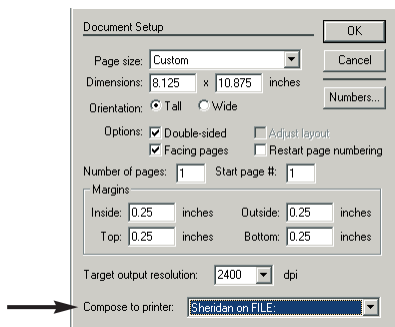 Document Setup
OK
Page size: Custom
Cancel
Dimensions: 8.125 x 10.875 inches
Numbers...
Orientation: Tall Wide
Options: Double-sided Adjust layout
Facing pages Restart page numbering
Number of pages: 1 Start page #: 1
Margins
Inside: 0.25 inches Outside: 0.25 inches
Top: 0.25 inches Bottom: 0.25 inches
Target output resolution: 2400 dpi
Compose to printer: Sheridan on FILE: